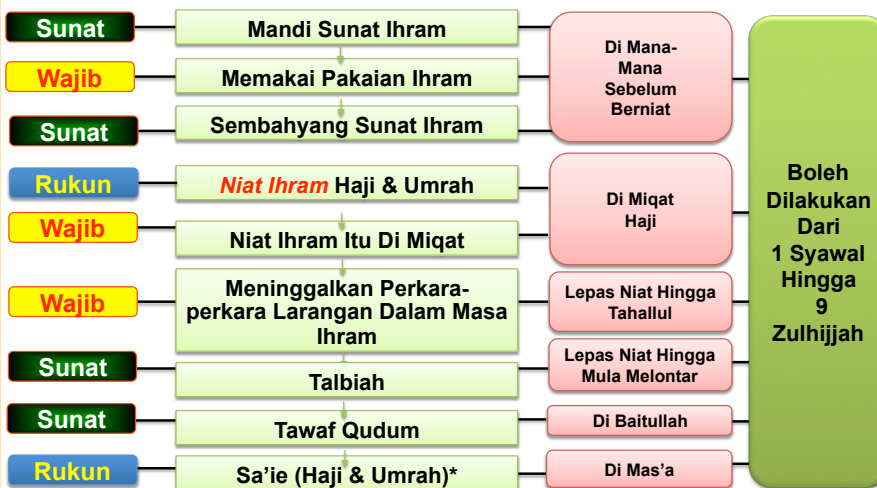 Sunat
Mandi Sunat Ihram
Wajib
Memakai Pakaian Ihram
Sunat
Sembahyang Sunat Ihram
Di Mana-
Mana
Sebelum
Berniat
Rukun
Niat Ihram Haji & Umrah
Wajib
Niat Ihram Itu Di Miqat
Di Miqat
Haji
Wajib
Meninggalkan Perkara-
perkara Larangan Dalam Masa
Ihram
Lepas Niat Hingga
Tahallul
Sunat
Talbiah
Lepas Niat Hingga
Mula Melontar
Sunat
Tawaf Qudum
Di Baitullah
Rukun
Sa’ie (Haji & Umrah)*
Di Mas’a
Boleh
Dilakukan
Dari
1 Syawal
Hingga
9
Zulhijjah